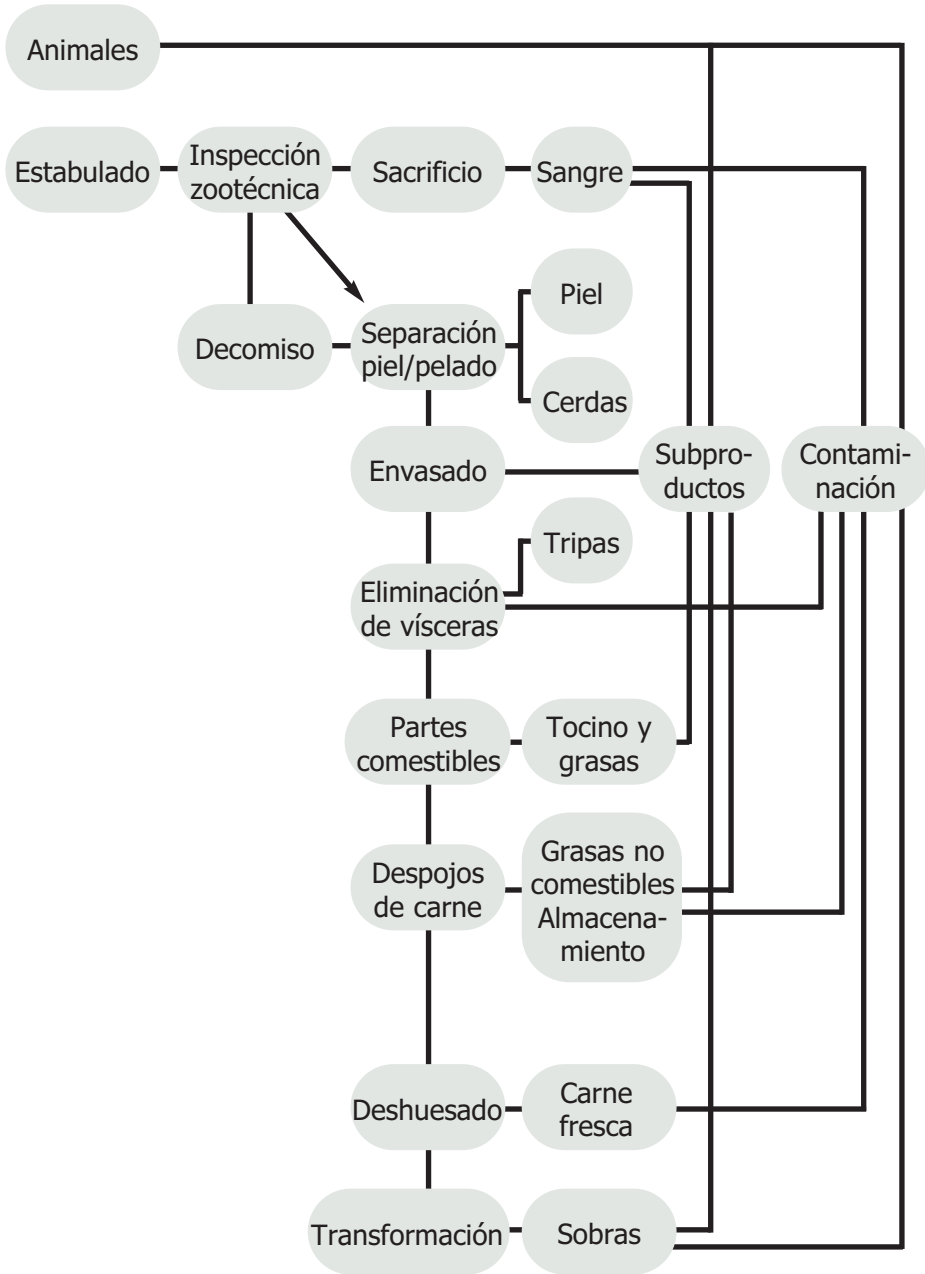 Animales
Estabulado
Inspección
zootécnica
Sacrificio
Sangre
Piel
Decomiso
Separación
piel/pelado
Cerdas
Envasado
Subpro-
ductos
Contami-
nación
Tripas
Eliminación
de vísceras
Partes
comestibles
Tocino y
grasas
Despojos
de carne
Grasas no
comestibles
Almacena-
miento
Deshuesado
Carne
fresca
Transformación
Sobras